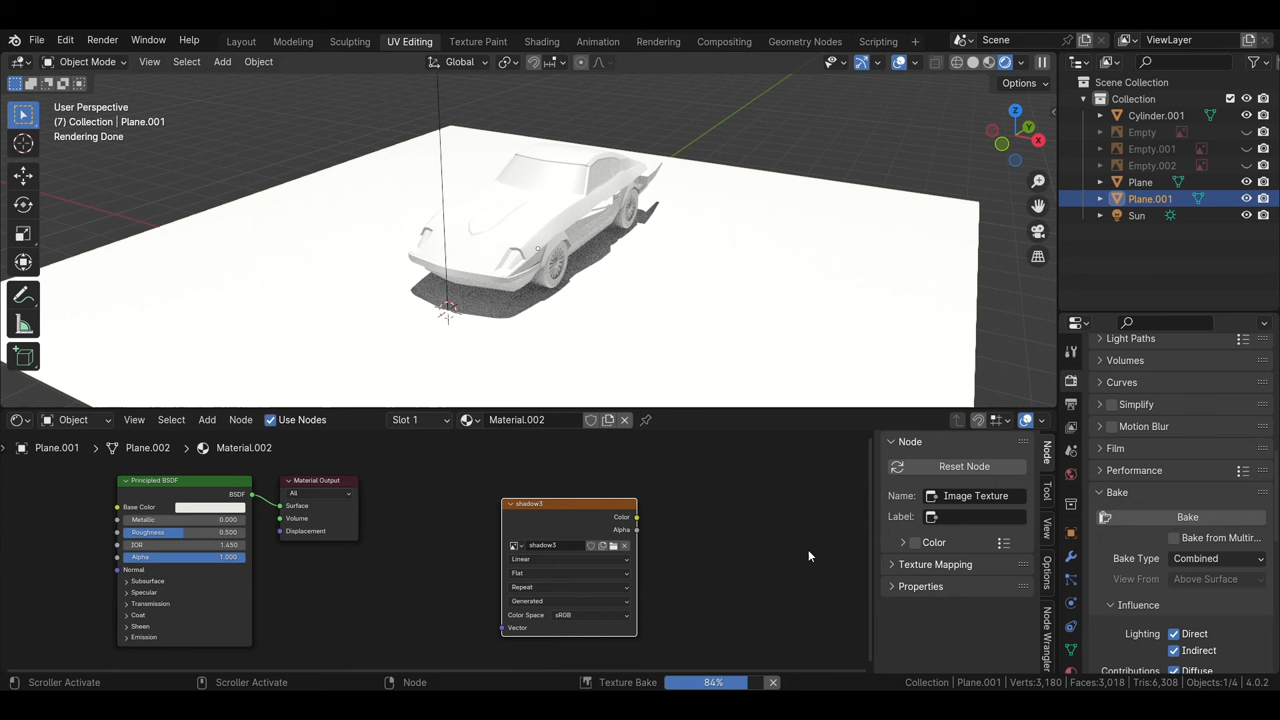 File Edit Render Window Help Layout Modeling Sculpting UV Editing Texture Paint Shading Animation Rendering Compositing Geometry Nodes Scripting + Scene ViewLayer
Object Mode View Select Add Object Global
Options
User Perspective
(7) Collection | Plane.001
Rendering Done
Z
Y
X
Scene Collection
Collection
Cylinder.001
Empty
Empty.001
Empty.002
Plane
Plane.001
Sun
Object View Select Add Node Use Nodes Slot 1 Material.002
Plane.001 > Plane.002 > Material.002
Principled BSDF
BSDF
Base Color
Metallic 0.000
Roughness 0.500
IOR 1.450
Alpha 1.000
Normal
Subsurface
Specular
Transmission
Coat
Sheen
Emission
Material Output
All
Surface
Volume
Displacement
shadow3
Color
Alpha
shadow3
Linear
Flat
Repeat
Generated
Color Space sRGB
Vector
Node
Reset Node
Name: Image Texture
Label:
Color
Texture Mapping
Properties
Node
Tool
View
Options
Node Wrangler
Light Paths
Volumes
Curves
Simplify
Motion Blur
Film
Performance
Bake
Bake
Bake from Multir...
Bake Type Combined
View From Above Surface
Influence
Lighting Direct
Indirect
Contributions Diffuse
Scroller Activate Scroller Activate Node Texture Bake 84% Collection | Plane.001 | Verts:3,180 | Faces:3,018 | Tris:6,308 | Objects:1/4 | 4.0.2